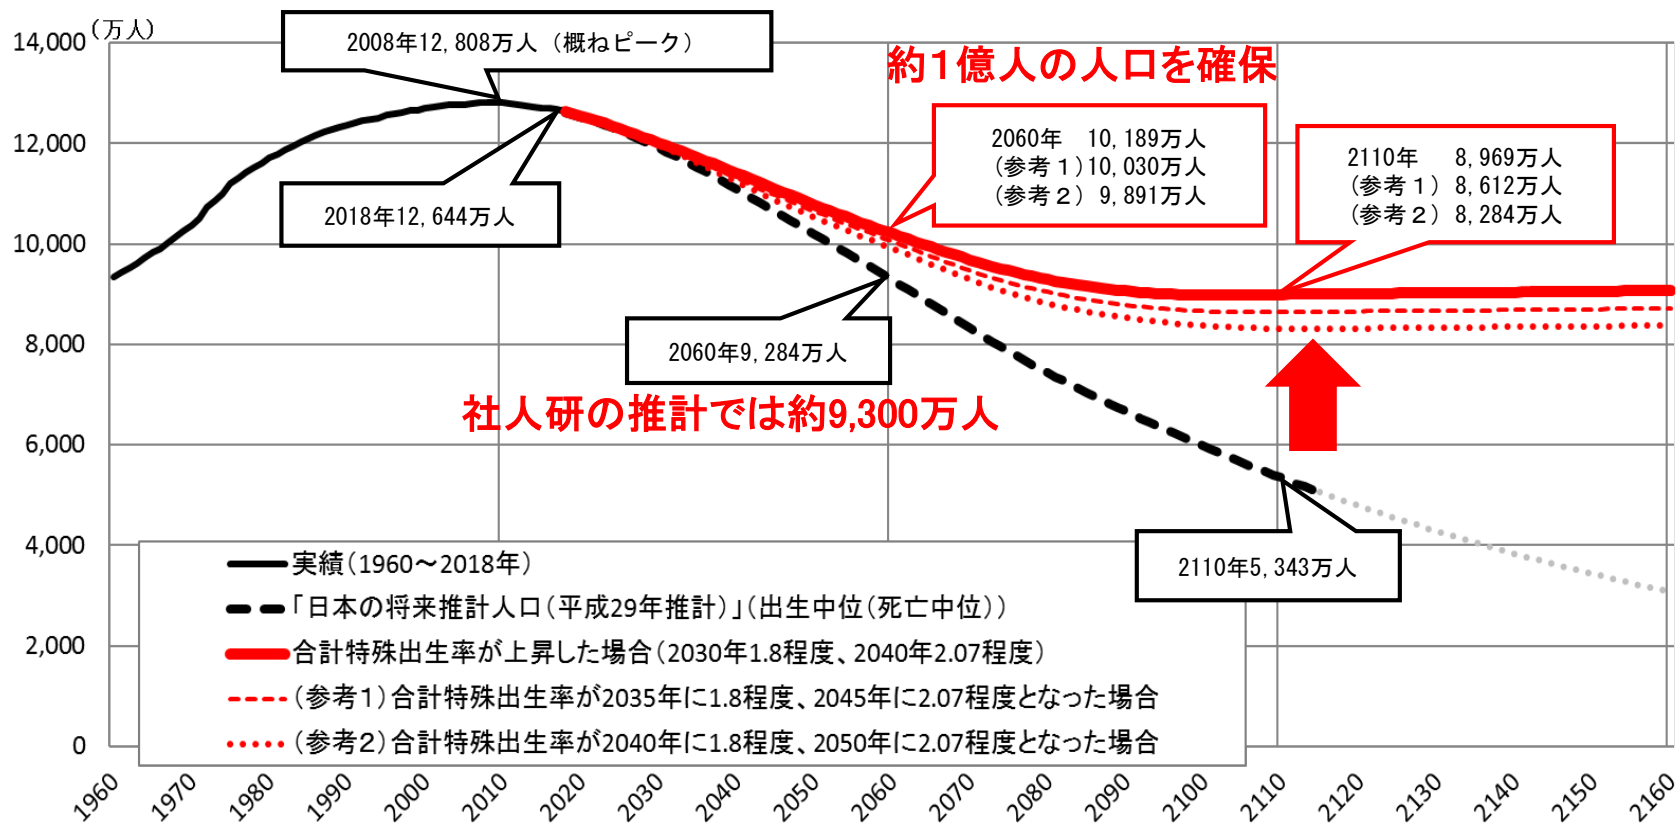 （万人）
14,000
12,000
10,000
8,000
6,000
4,000
2,000
0
2008年12,808万人（概ねピーク）
2018年12,644万人
約1億人の人口を確保
2060年　10,189万人
（参考１）10,030万人
（参考２） 9,891万人
2110年　 8,969万人
（参考１） 8,612万人
（参考２） 8,284万人
2060年9,284万人
社人研の推計では約9,300万人
2110年5,343万人
実績（1960～2018年）
「日本の将来推計人口（平成29年推計）」（出生中位（死亡中位））
合計特殊出生率が上昇した場合（2030年1.8程度、2040年2.07程度）
（参考１）合計特殊出生率が2035年に1.8程度、2045年に2.07程度となった場合
（参考２）合計特殊出生率が2040年に1.8程度、2050年に2.07程度となった場合
1960
1970
1980
1990
2000
2010
2020
2030
2040
2050
2060
2070
2080
2090
2100
2110
2120
2130
2140
2150
2160